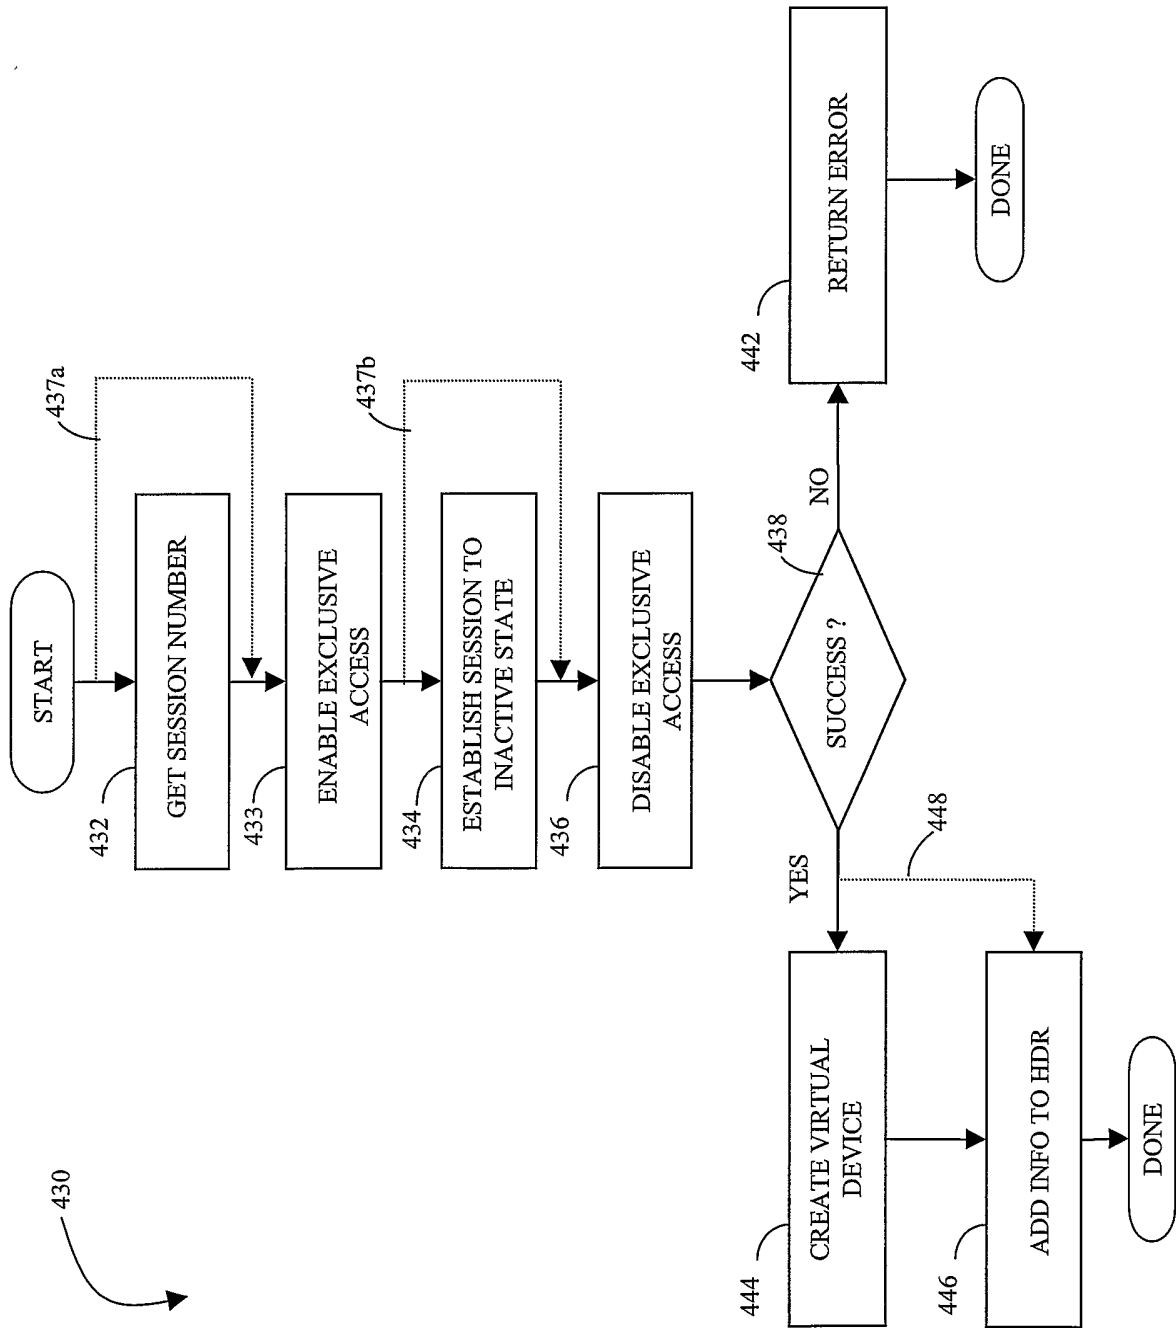 430
START
437a
432
GET SESSION NUMBER
433
ENABLE EXCLUSIVE
ACCESS
437b
434
ESTABLISH SESSION TO
INACTIVE STATE
436
DISABLE EXCLUSIVE
ACCESS
438
SUCCESS ?
YES
NO
448
444
CREATE VIRTUAL
DEVICE
442
RETURN ERROR
446
ADD INFO TO HDR
DONE
DONE